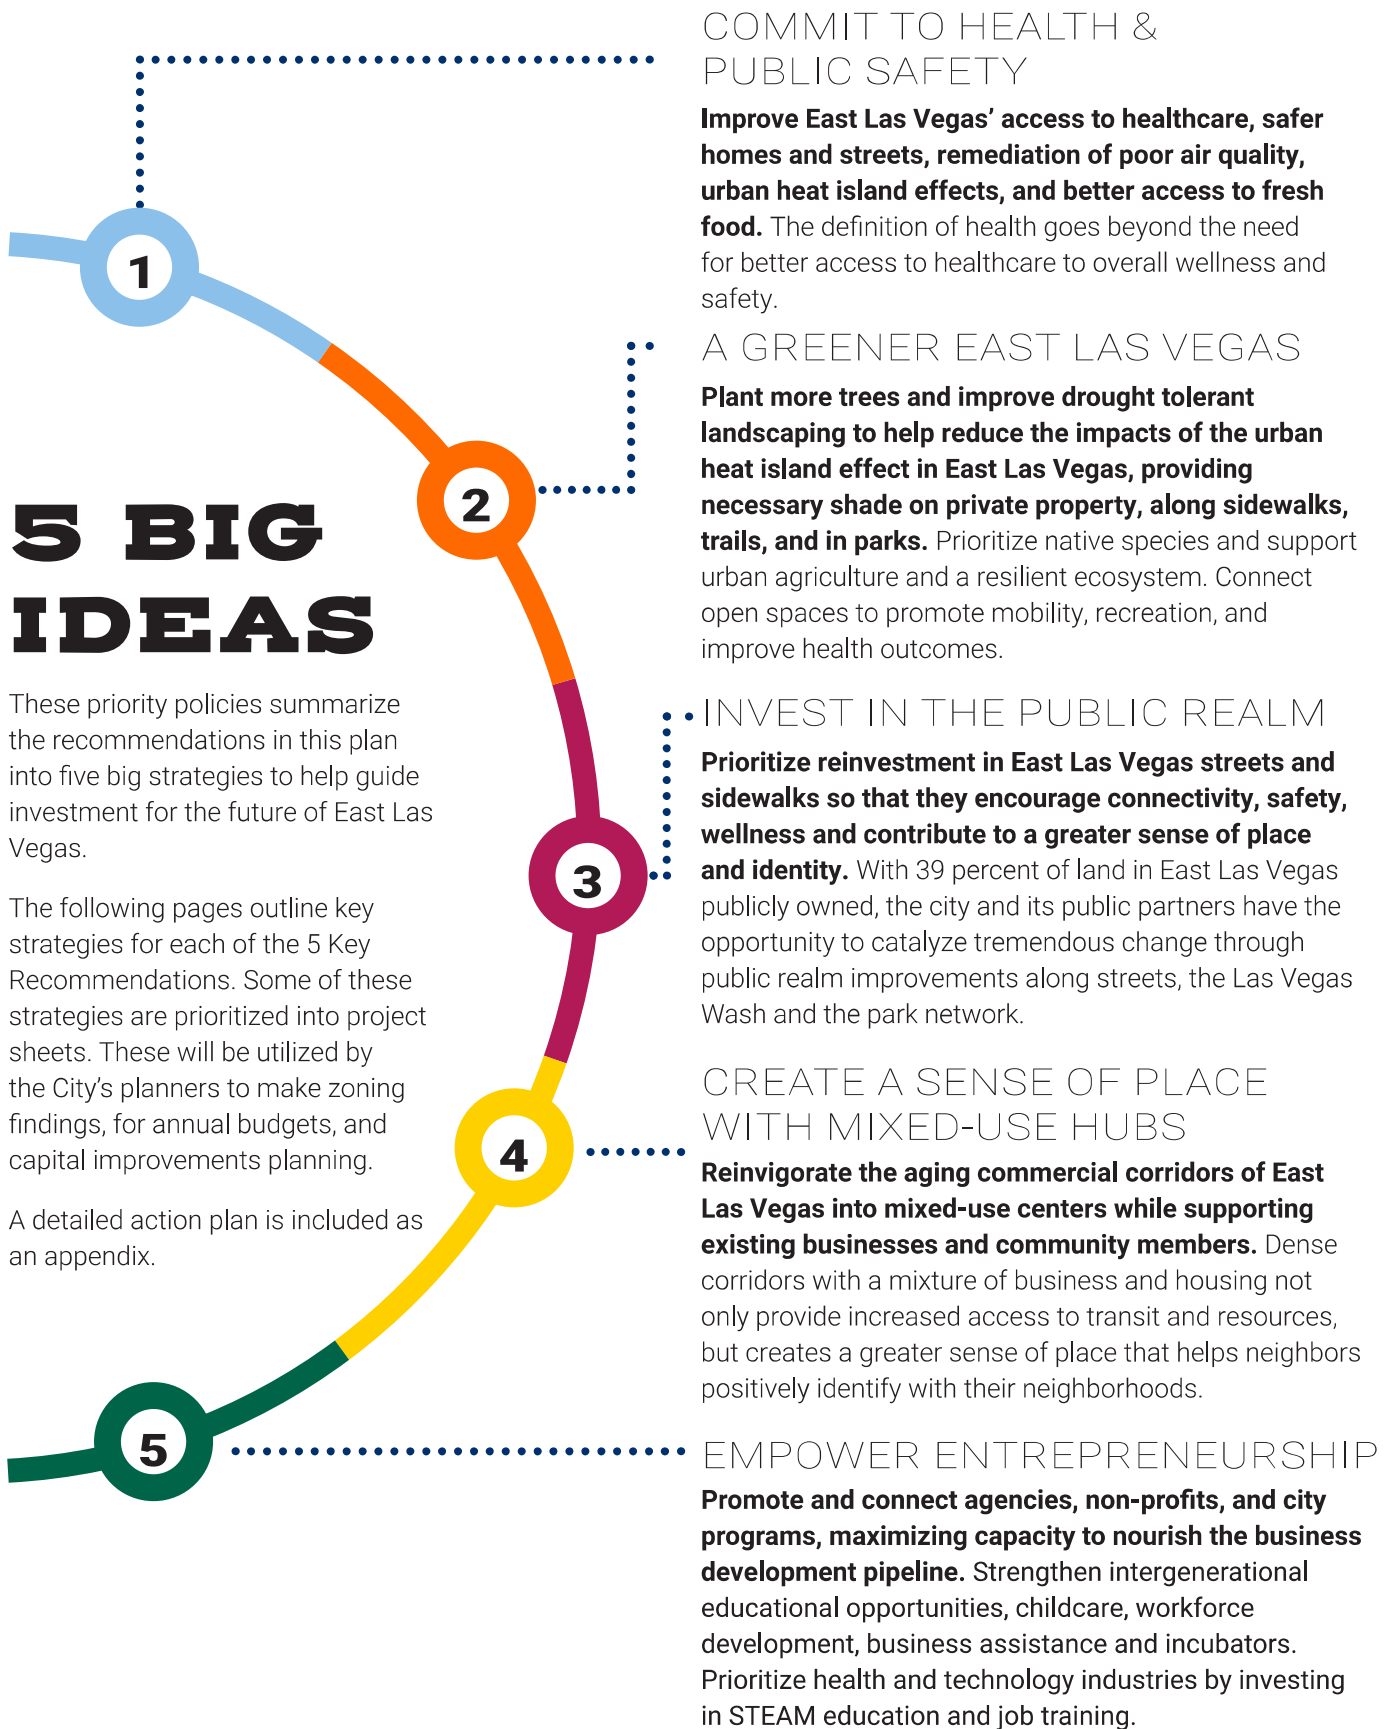 5 BIG
IDEAS
These priority policies summarize
the recommendations in this plan
into five big strategies to help guide
investment for the future of East Las
Vegas.
The following pages outline key
strategies for each of the 5 Key
Recommendations. Some of these
strategies are prioritized into project
sheets. These will be utilized by
the City's planners to make zoning
findings, for annual budgets, and
capital improvements planning.
A detailed action plan is included as
an appendix.
1
COMMIT TO HEALTH &
PUBLIC SAFETY
Improve East Las Vegas' access to healthcare, safer
homes and streets, remediation of poor air quality,
urban heat island effects, and better access to fresh
food. The definition of health goes beyond the need
for better access to healthcare to overall wellness and
safety.
2
A GREENER EAST LAS VEGAS
Plant more trees and improve drought tolerant
landscaping to help reduce the impacts of the urban
heat island effect in East Las Vegas, providing
necessary shade on private property, along sidewalks,
trails, and in parks. Prioritize native species and support
urban agriculture and a resilient ecosystem. Connect
open spaces to promote mobility, recreation, and
improve health outcomes.
3
INVEST IN THE PUBLIC REALM
Prioritize reinvestment in East Las Vegas streets and
sidewalks so that they encourage connectivity, safety,
wellness and contribute to a greater sense of place
and identity. With 39 percent of land in East Las Vegas
publicly owned, the city and its public partners have the
opportunity to catalyze tremendous change through
public realm improvements along streets, the Las Vegas
Wash and the park network.
4
CREATE A SENSE OF PLACE
WITH MIXED-USE HUBS
Reinvigorate the aging commercial corridors of East
Las Vegas into mixed-use centers while supporting
existing businesses and community members. Dense
corridors with a mixture of business and housing not
only provide increased access to transit and resources,
but creates a greater sense of place that helps neighbors
positively identify with their neighborhoods.
5
EMPOWER ENTREPRENEURSHIP
Promote and connect agencies, non-profits, and city
programs, maximizing capacity to nourish the business
development pipeline. Strengthen intergenerational
educational opportunities, childcare, workforce
development, business assistance and incubators.
Prioritize health and technology industries by investing
in STEAM education and job training.